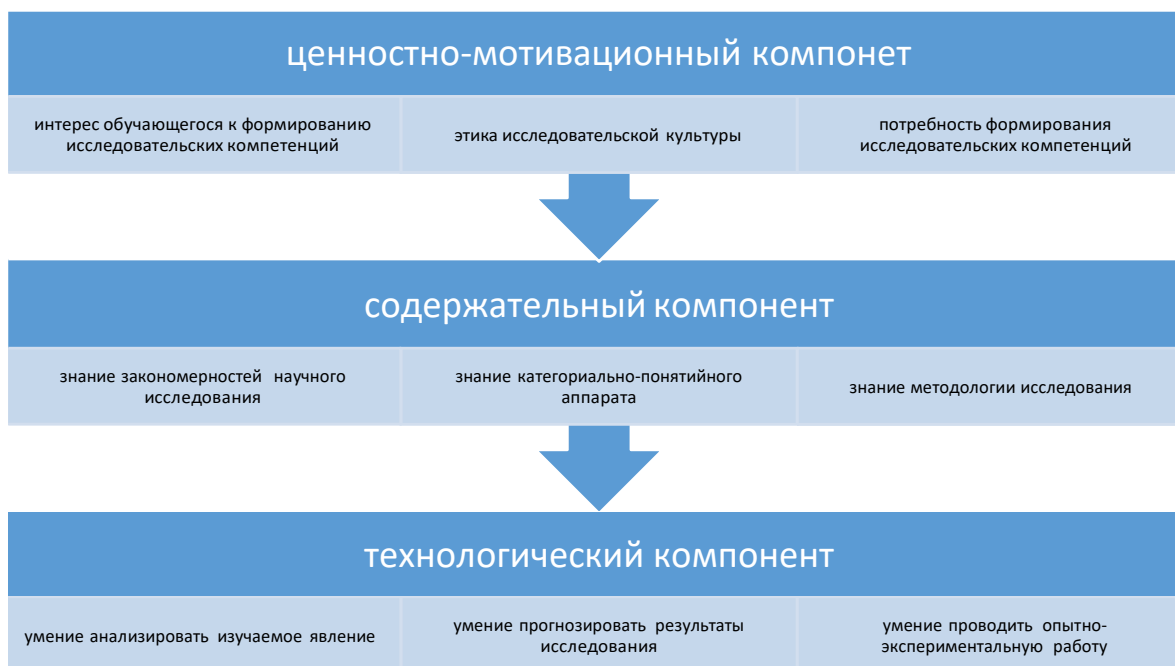 ценностно-мотивационный компонет
интерес обучающегося к формированию
исследовательских компетенций
этика исследовательской культуры
потребность формирования
исследовательских компетенций
содержательный компонент
знание закономерностей научного
исследования
знание категориально-понятийного
аппарата
знание методологии исследования
технологический компонент
умение анализировать изучаемое явление
умение прогнозировать результаты
исследования
умение проводить опытно-
экспериментальную работу